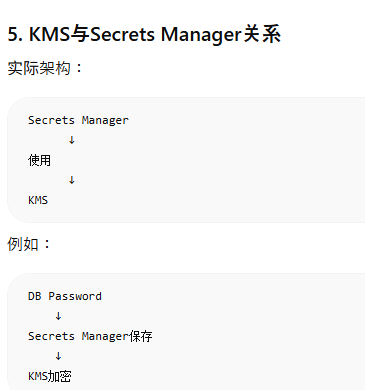 5. KMS与Secrets Manager关系
实际架构：
Secrets Manager
↓
使用
↓
KMS
例如：
DB Password
↓
Secrets Manager保存
↓
KMS加密